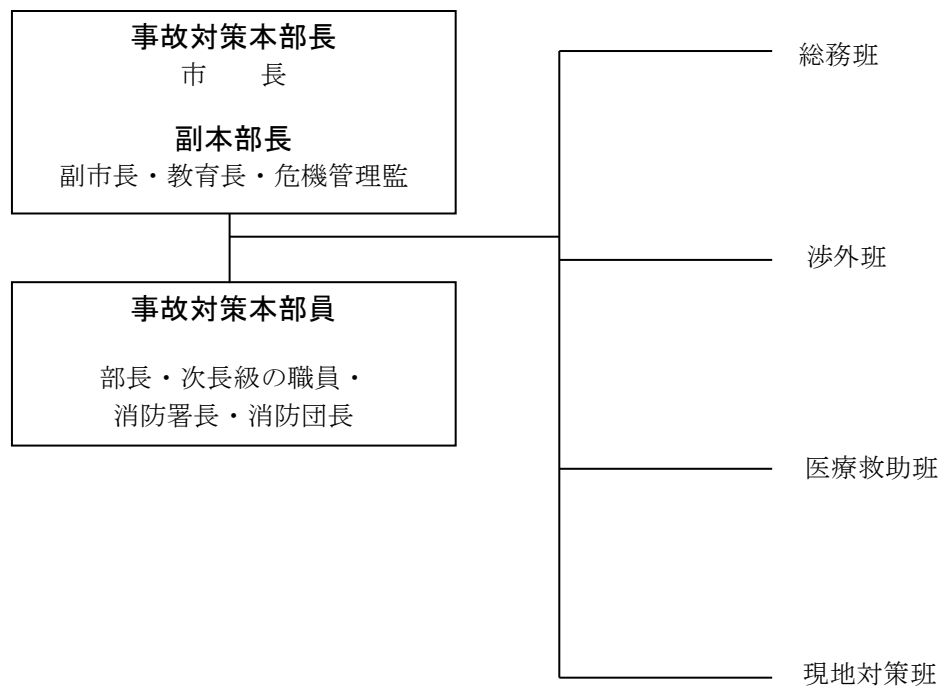 事故対策本部長
市　　長
副本部長
副市長・教育長・危機管理監
事故対策本部員
部長・次長級の職員・
消防署長・消防団長
総務班
渉外班
医療救助班
現地対策班